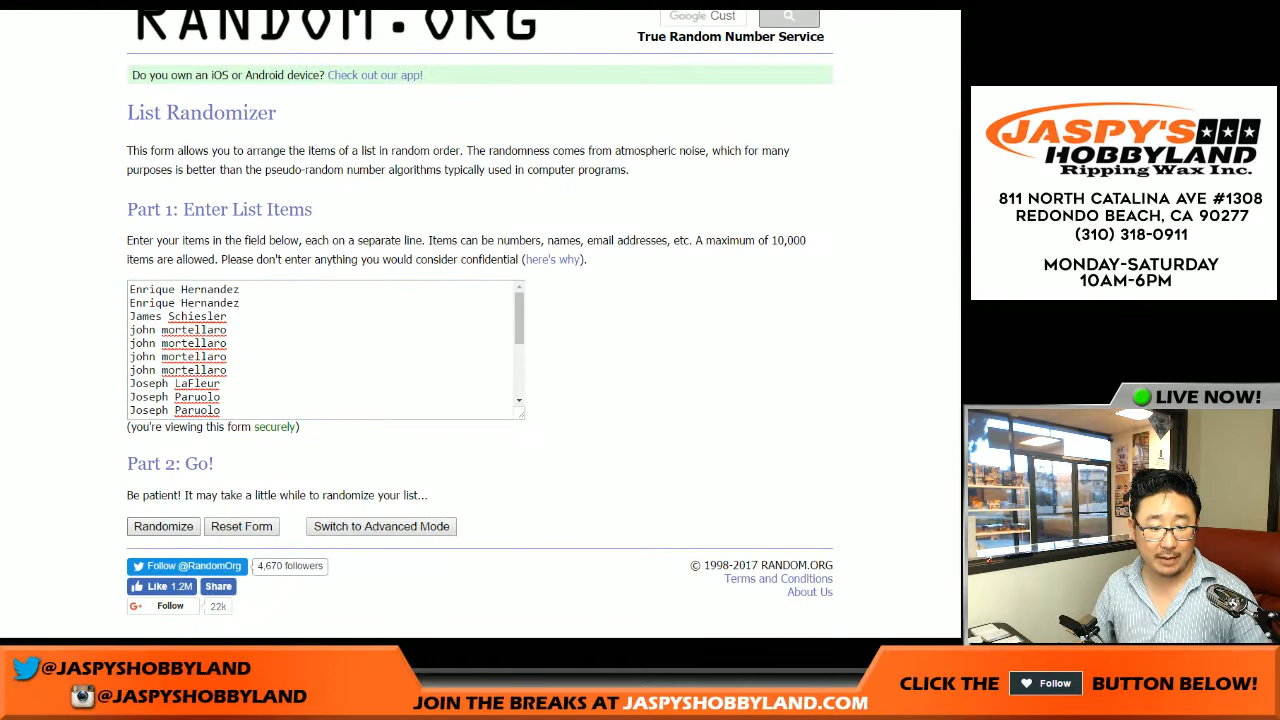 RANDOM.ORG
Google Cust
True Random Number Service
Do you own an iOS or Android device? Check out our app!
List Randomizer
This form allows you to arrange the items of a list in random order. The randomness comes from atmospheric noise, which for many
purposes is better than the pseudo-random number algorithms typically used in computer programs.
Part 1: Enter List Items
Enter your items in the field below, each on a separate line. Items can be numbers, names, email addresses, etc. A maximum of 10,000
items are allowed. Please don't enter anything you would consider confidential (here's why).
Enrique Hernandez
Enrique Hernandez
James Schiesler
john mortellaro
john mortellaro
john mortellaro
john mortellaro
Joseph LaFleur
Joseph Paruolo
Joseph Paruolo
(you're viewing this form securely)
Part 2: Go!
Be patient! It may take a little while to randomize your list...
Randomize
Reset Form
Switch to Advanced Mode
Follow @RandomOrg
4,670 followers
Like 1.2M
Share
G+ Follow
22k
© 1998-2017 RANDOM.ORG
Terms and Conditions
About Us
JASPY'S
HOBBYLAND
Ripping Wax Inc.
811 NORTH CATALINA AVE #1308
REDONDO BEACH, CA 90277
(310) 318-0911
MONDAY-SATURDAY
10AM-6PM
LIVE NOW!
@JASPYSHOBBYLAND
@JASPYSHOBBYLAND
JOIN THE BREAKS AT JASPYSHOBBYLAND.COM
CLICK THE
Follow
BUTTON BELOW!